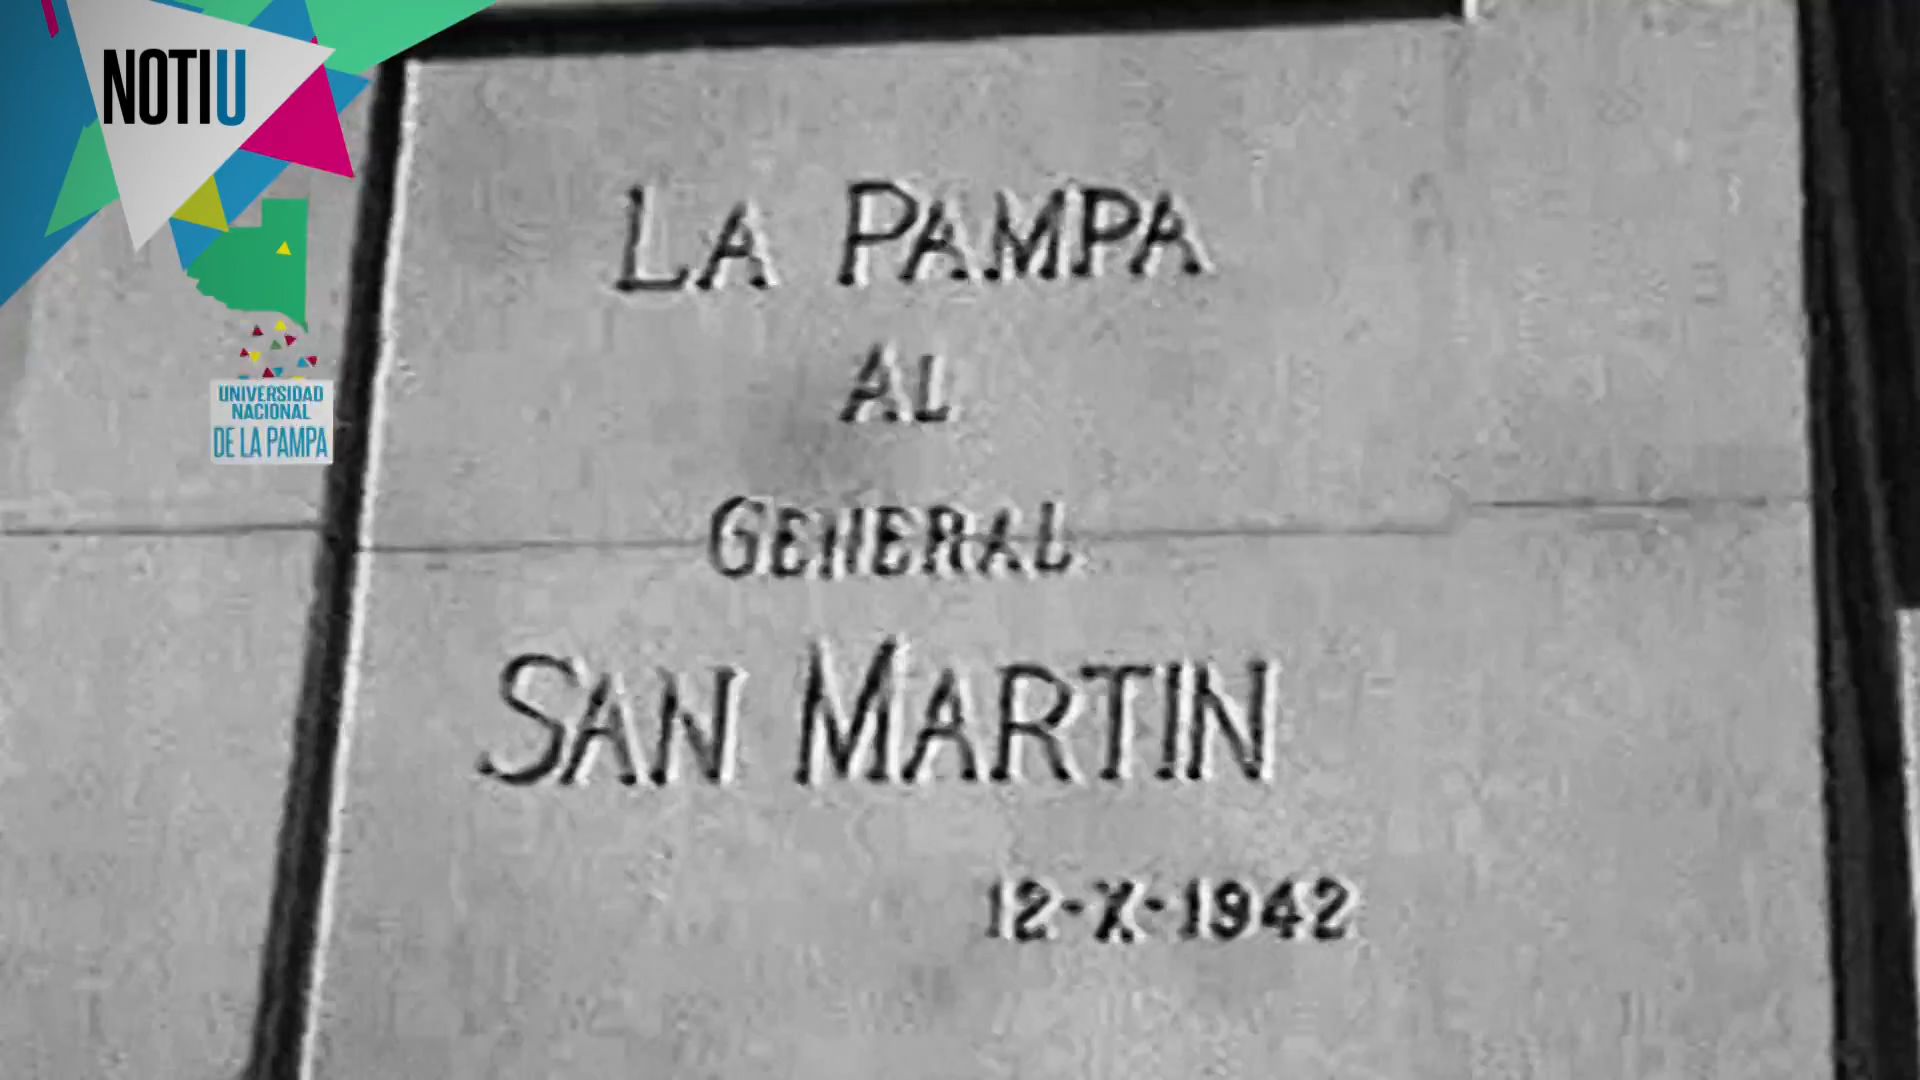 NOTIU
UNIVERSIDAD
NACIONAL
DE LA PAMPA
LA PAMPA
AL
GENERAL
SAN MARTIN
12-X-1942